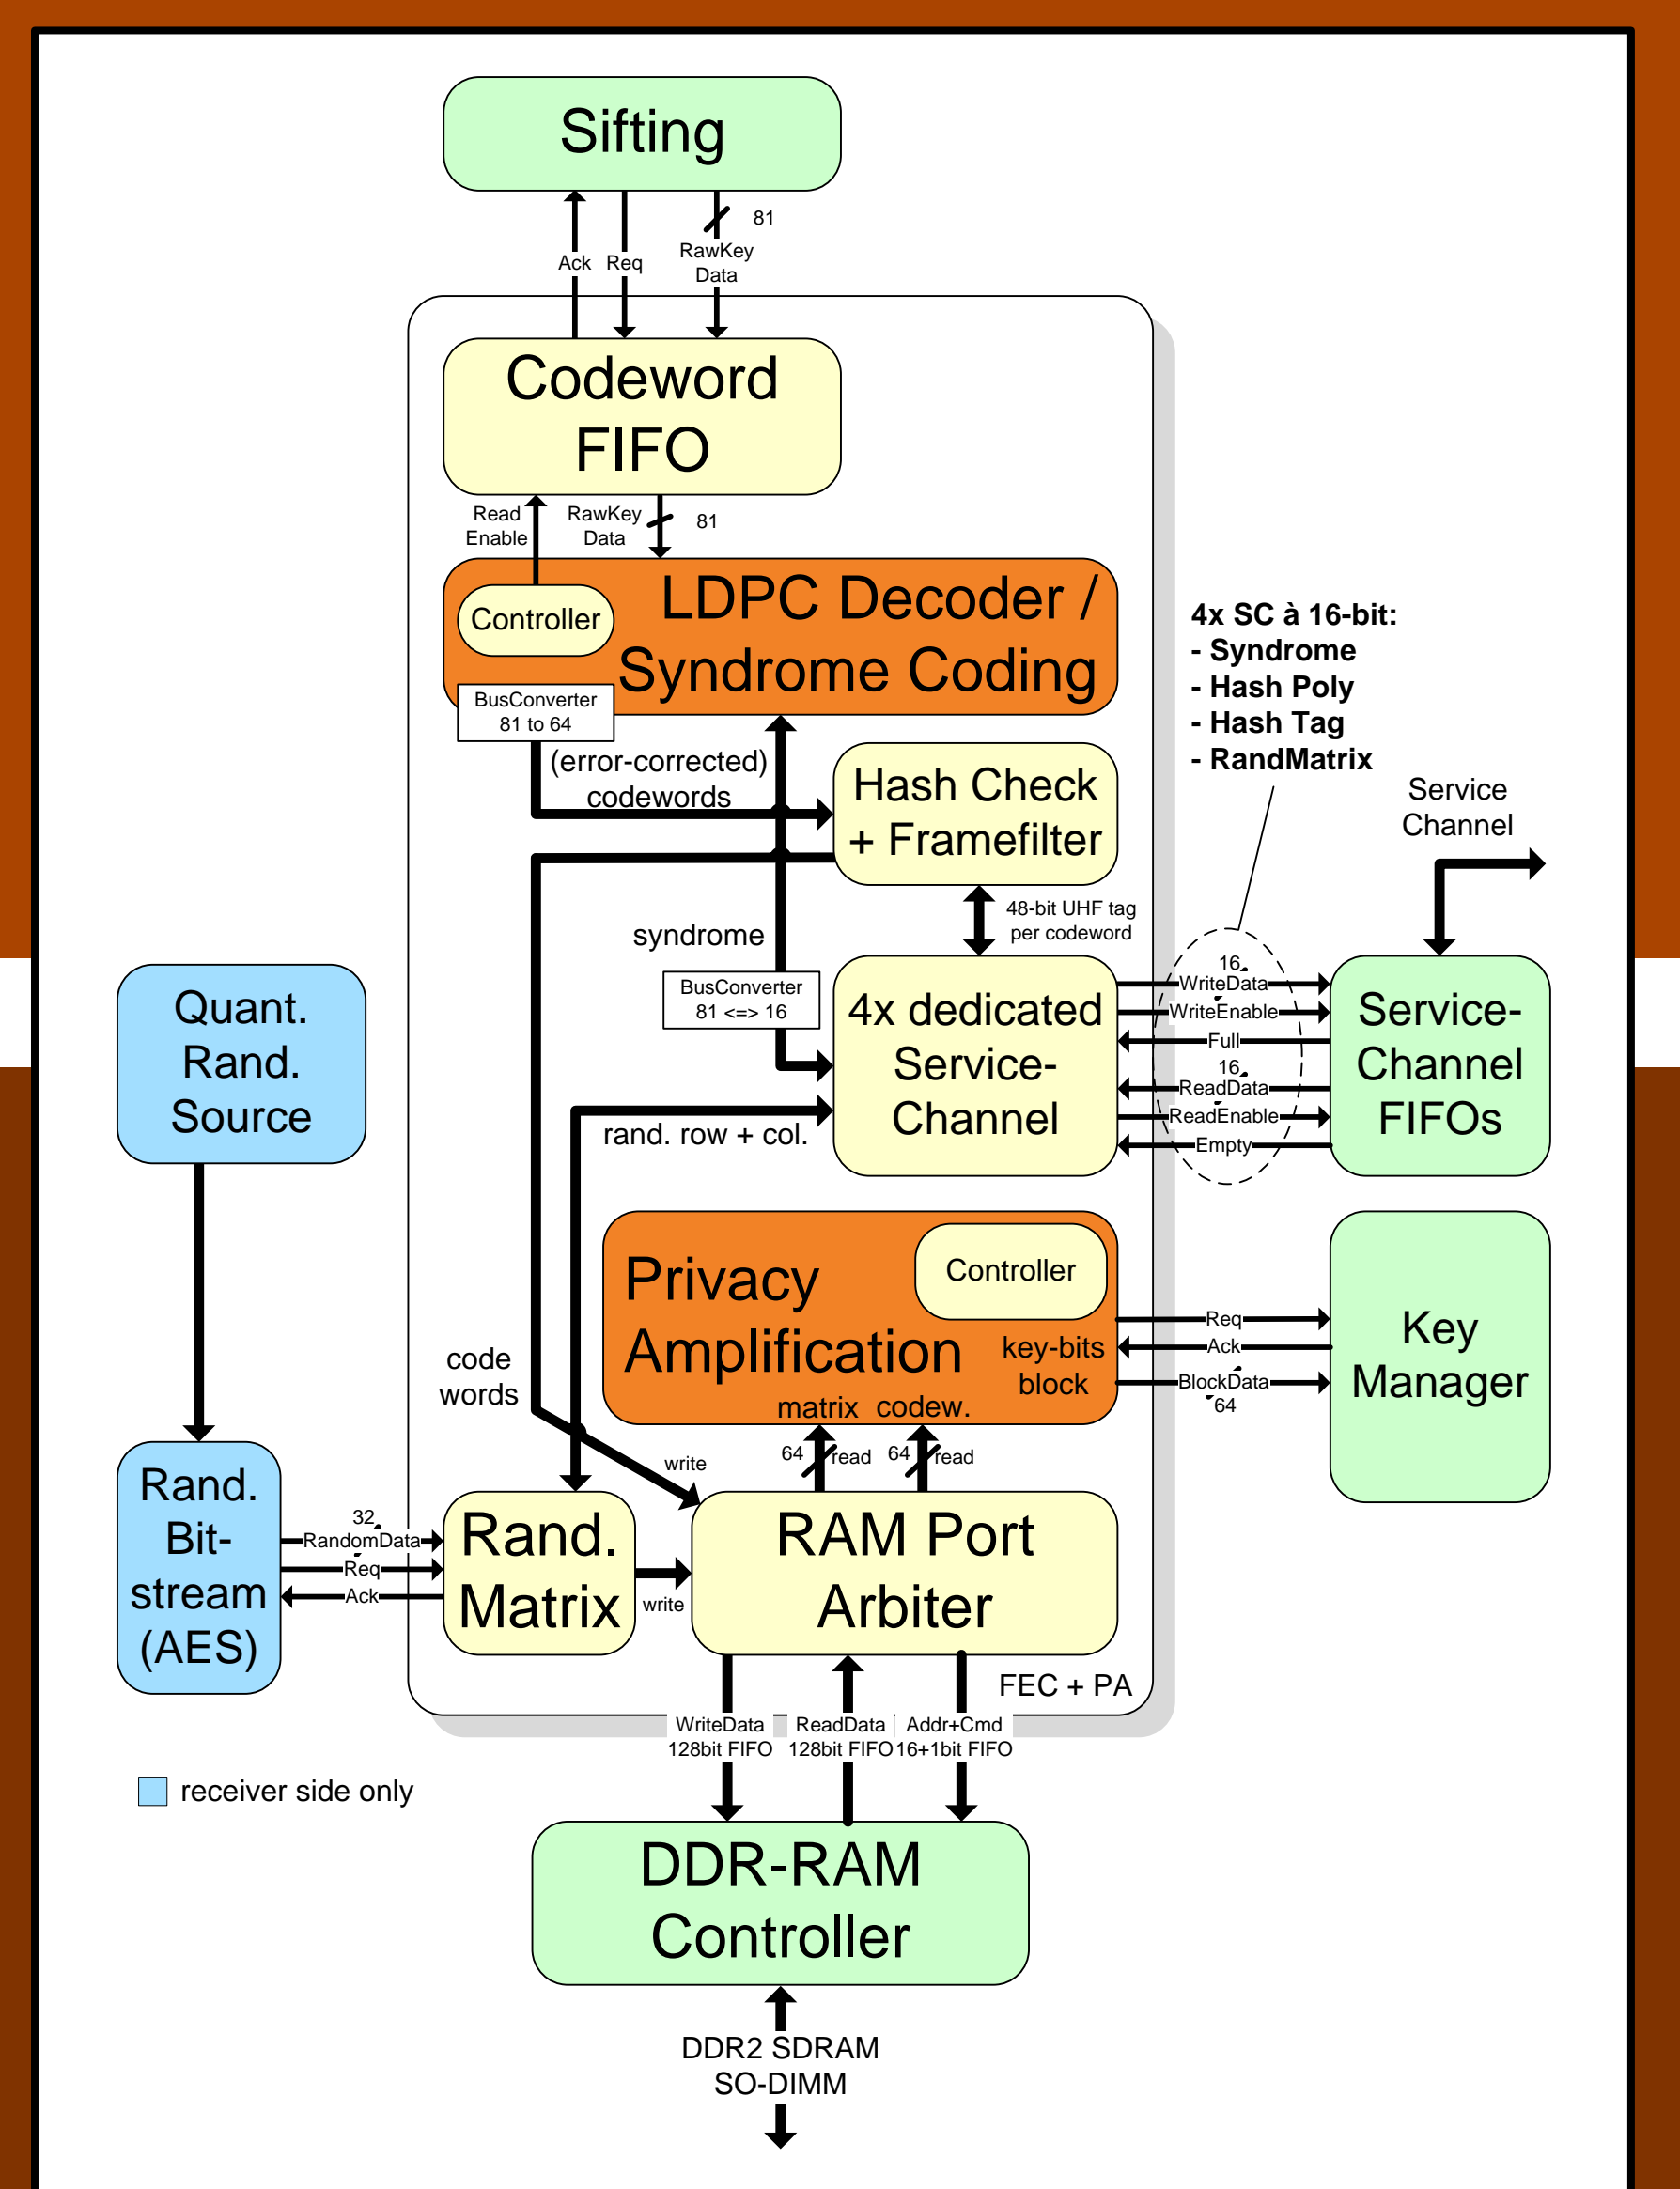 Sifting
81
Ack
Req
RawKey
Data
Codeword
FIFO
Read
Enable
RawKey
Data
81
LDPC Decoder /
Syndrome Coding
Controller
BusConverter
81 to 64
4x SC à 16-bit:
- Syndrome
- Hash Poly
- Hash Tag
- RandMatrix
(error-corrected)
codewords
Hash Check
+ Framefilter
Service
Channel
48-bit UHF tag
per codeword
syndrome
BusConverter
81 <=> 16
4x dedicated
Service-
Channel
16
WriteData
WriteEnable
Full
16
ReadData
ReadEnable
Empty
Service-
Channel
FIFOs
Quant.
Rand.
Source
rand. row + col.
Privacy
Amplification
Controller
key-bits
block
matrix
codew.
Req
Ack
BlockData
64
Key
Manager
code
words
64
read
64
read
write
Rand.
Bit-
stream
(AES)
32
RandomData
Req
Ack
Rand.
Matrix
write
RAM Port
Arbiter
FEC + PA
WriteData
128bit FIFO
ReadData
128bit FIFO
Addr+Cmd
16+1bit FIFO
receiver side only
DDR-RAM
Controller
DDR2 SDRAM
SO-DIMM